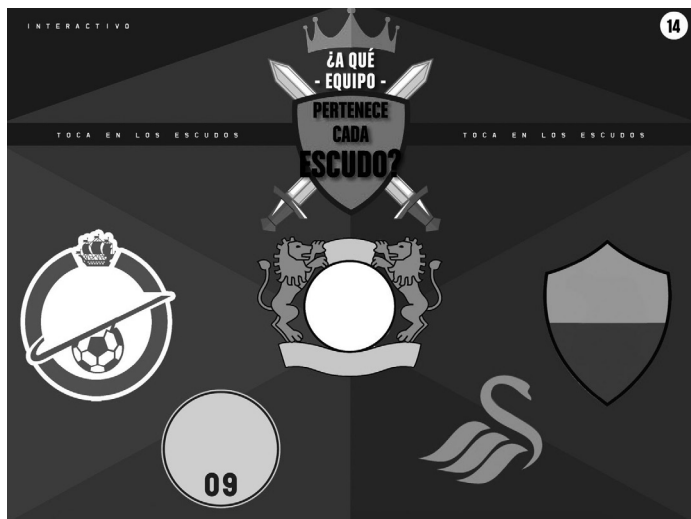 INTERACTIVO
14
¿A QUÉ
- EQUIPO -
PERTENECE
CADA
ESCUDO?
TOCA EN LOS ESCUDOS
TOCA EN LOS ESCUDOS
09